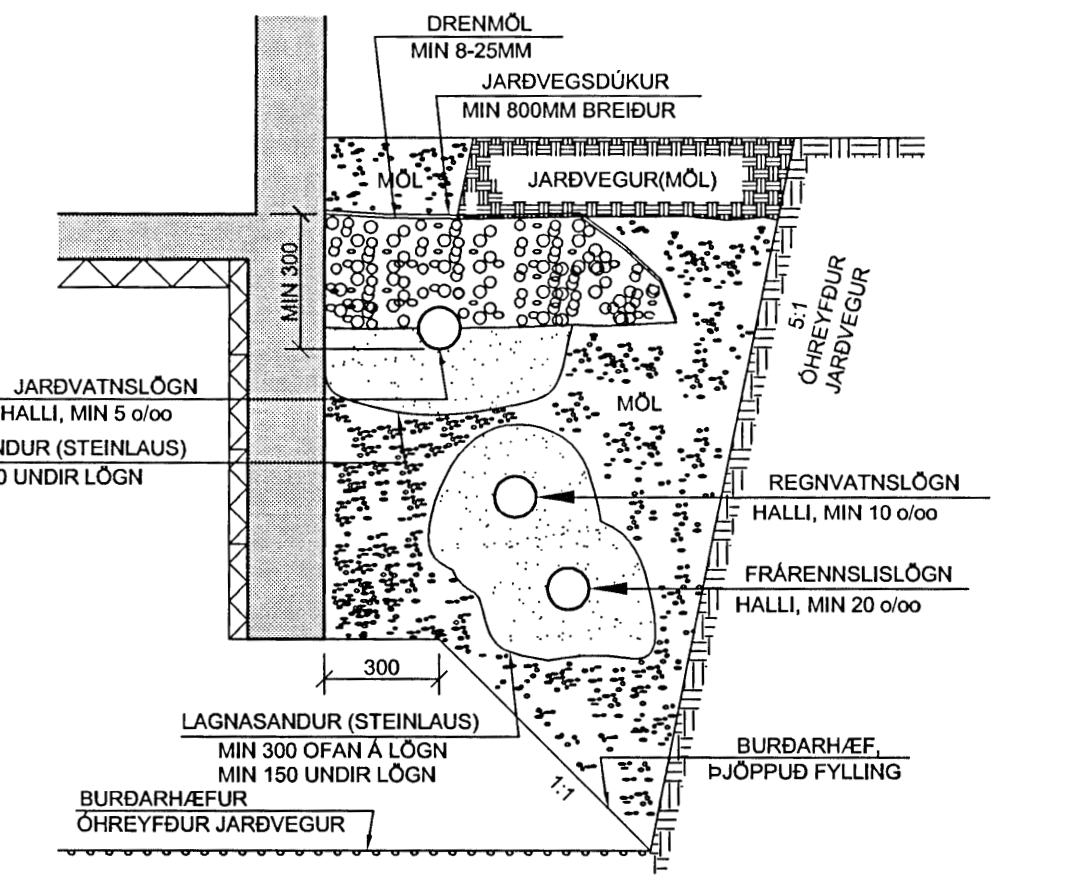 DRENMÖL
MIN 8-25MM
JARÐVEGSDÚKUR
MIN 800MM BREIÐUR
MÖL
JARÐVEGUR(MÖL)
MIN 300
5:1
ÓHREYFÐUR
JARÐVEGUR
JARÐVATNSLÖGN
HALLI, MIN 5 o/oo
MÖL
NDUR (STEINLAUS)
0 UNDIR LÖGN
REGNVATNSLÖGN
HALLI, MIN 10 o/oo
FRÁRENNSLISLÖGN
HALLI, MIN 20 o/oo
300
LAGNASANDUR (STEINLAUS)
MIN 300 OFAN Á LÖGN
MIN 150 UNDIR LÖGN
1:1
BURÐARHÆF,
ÞJÖPPUÐ FYLLING
BURÐARHÆFUR
ÓHREYFÐUR JARÐVEGUR